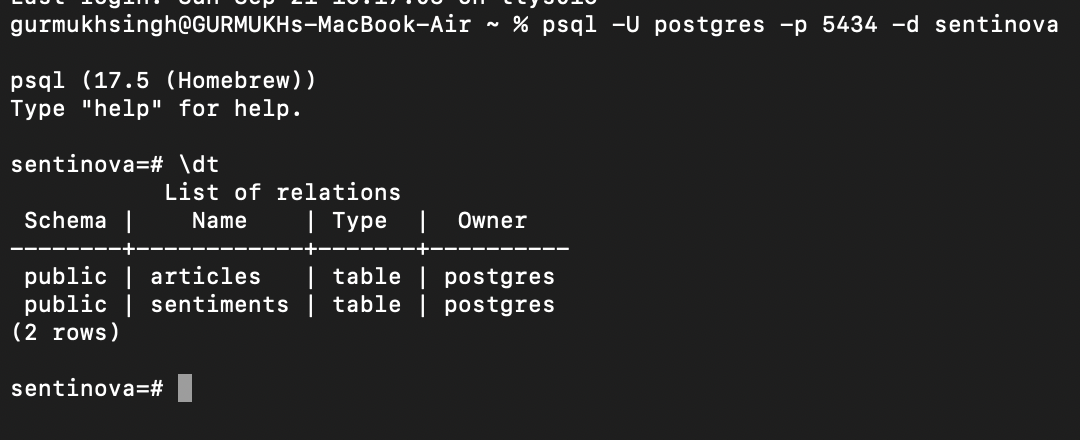 gurmukhsingh@GURMUKHs-MacBook-Air ~ % psql -U postgres -p 5434 -d sentinova
psql (17.5 (Homebrew))
Type "help" for help.
sentinova=# \dt
List of relations
Schema | Name | Type | Owner
--------+------------+-------+----------
public | articles | table | postgres
public | sentiments | table | postgres
(2 rows)
sentinova=#